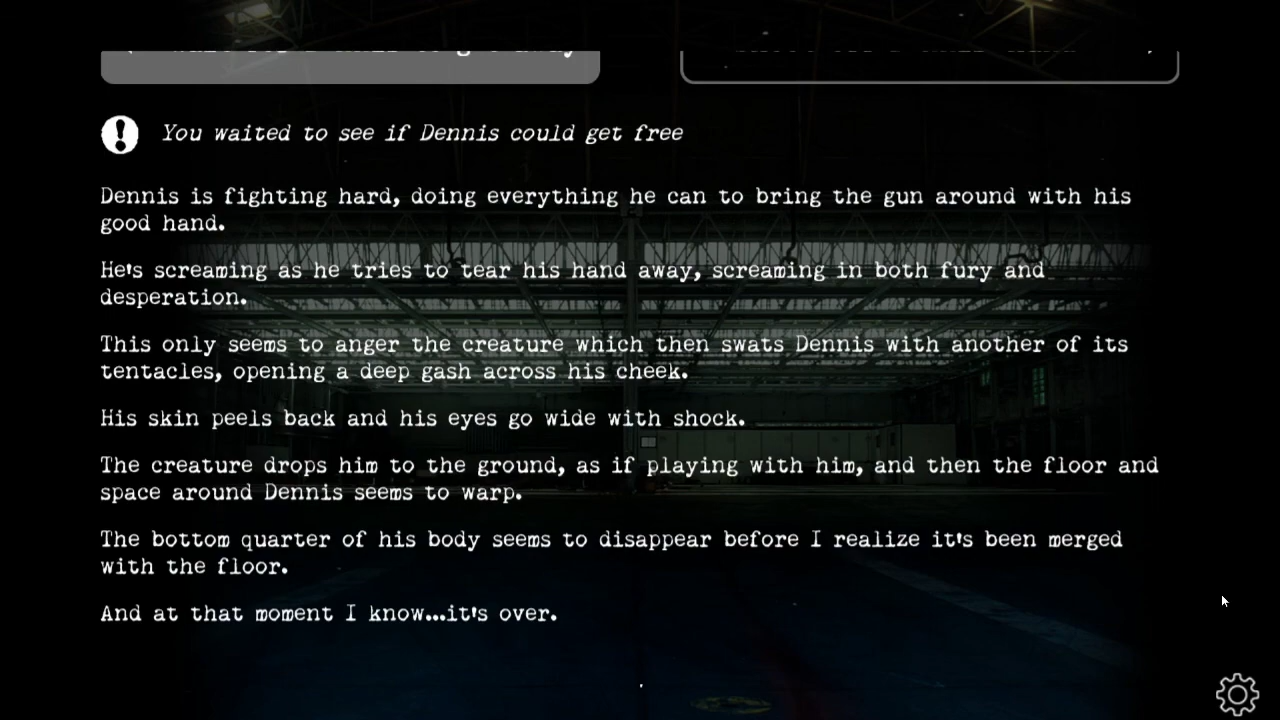 You waited to see if Dennis could get free
Dennis is fighting hard, doing everything he can to bring the gun around with his
good hand.
He's screaming as he tries to tear his hand away, screaming in both fury and
desperation.
This only seems to anger the creature which then swats Dennis with another of its
tentacles, opening a deep gash across his cheek.
His skin peels back and his eyes go wide with shock.
The creature drops him to the ground, as if playing with him, and then the floor and
space around Dennis seems to warp.
The bottom quarter of his body seems to disappear before I realize it's been merged
with the floor.
And at that moment I know...it's over.